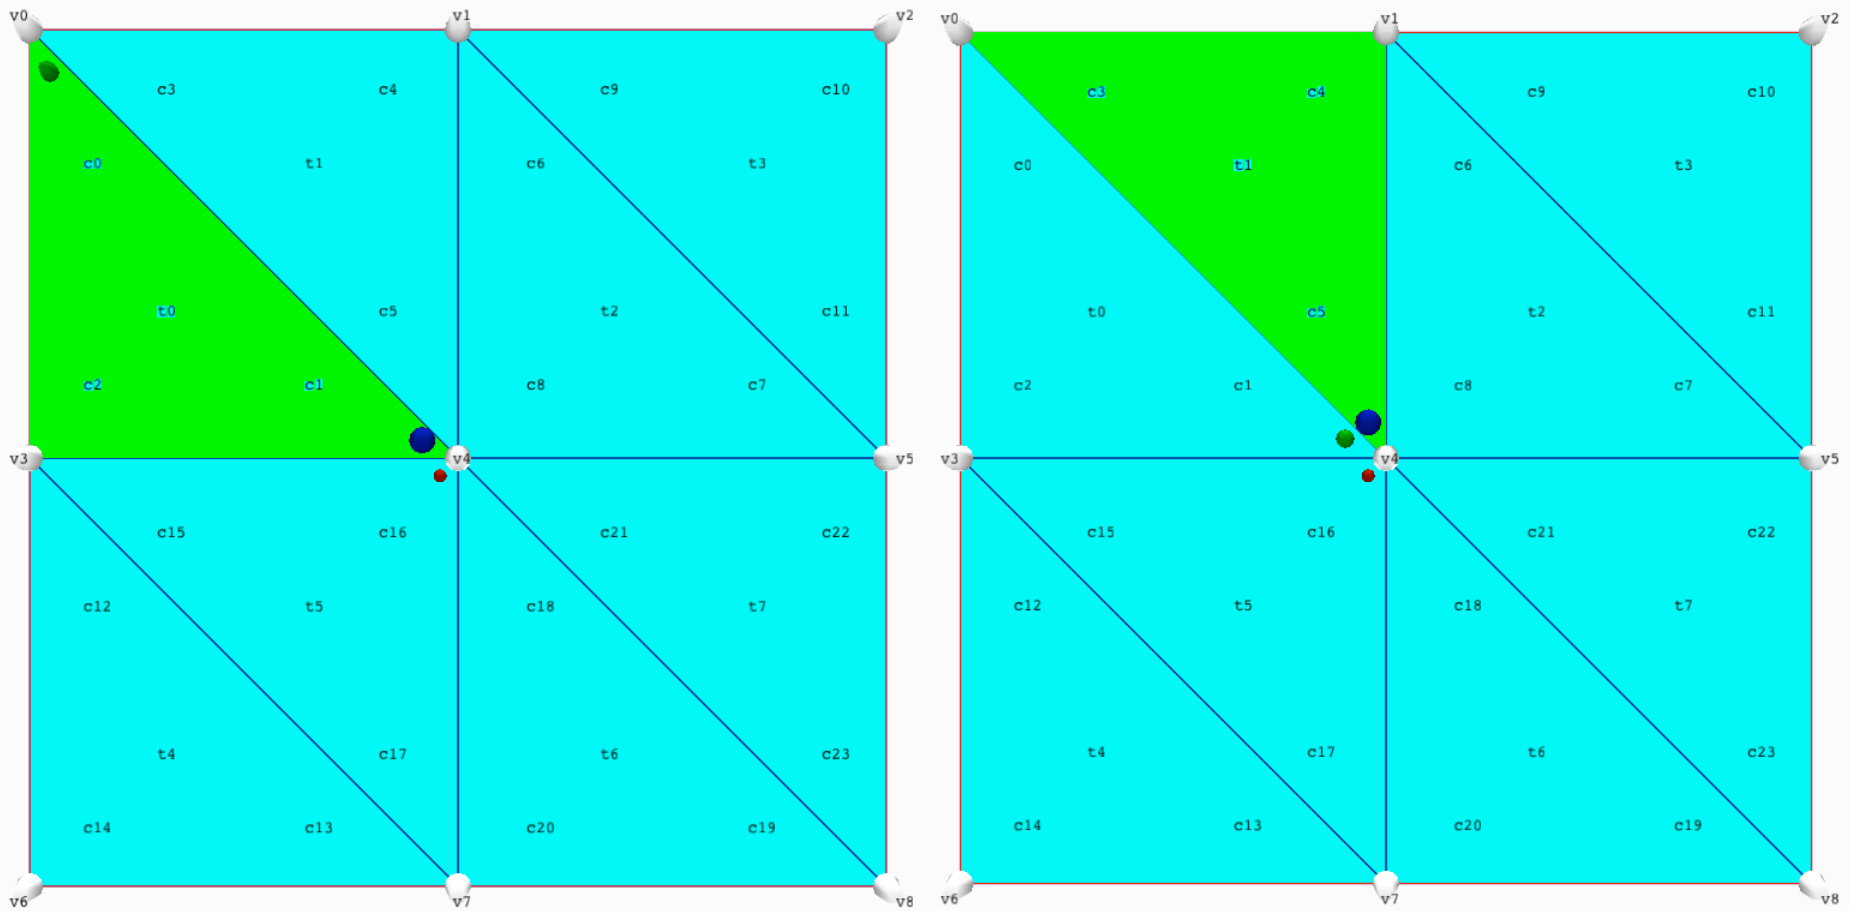 v0 v1 v2
c3 c4 c9 c10
c0 t1 c6 t3
t0 c5 t2 c11
c2 c1 c8 c7
v3 v4 v5
c15 c16 c21 c22
c12 t5 c18 t7
t4 c17 t6 c23
c14 c13 c20 c19
v6 v7 v8
v0 v1 v2
c3 c4 c9 c10
c0 t1 c6 t3
t0 c5 t2 c11
c2 c1 c8 c7
v3 v4 v5
c15 c16 c21 c22
c12 t5 c18 t7
t4 c17 t6 c23
c14 c13 c20 c19
v6 v7 v8